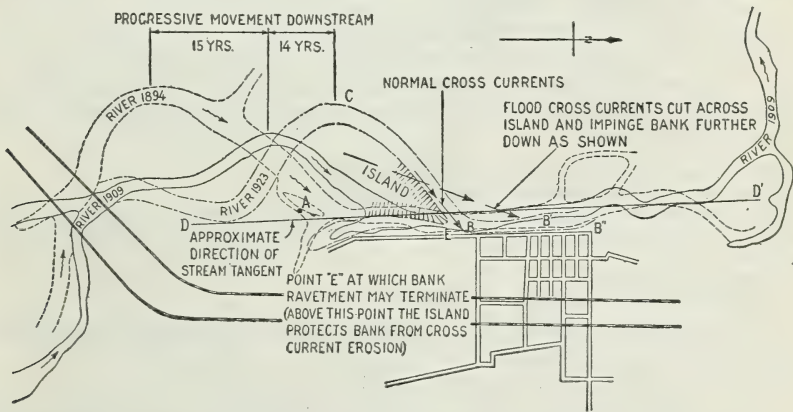 PROGRESSIVE MOVEMENT DOWNSTREAM
15 YRS.
14 YRS.
N
NORMAL CROSS CURRENTS
FLOOD CROSS CURRENTS CUT ACROSS
ISLAND AND IMPINGE BANK FURTHER
DOWN AS SHOWN
RIVER 1894
C
RIVER 1909
RIVER 1923
ISLAND
RIVER 1909
A
D
D'
E
B
B'
B"
APPROXIMATE
DIRECTION OF
STREAM TANGENT
POINT "E" AT WHICH BANK
RAVETMENT MAY TERMINATE
(ABOVE THIS POINT THE ISLAND
PROTECTS BANK FROM CROSS
CURRENT EROSION)